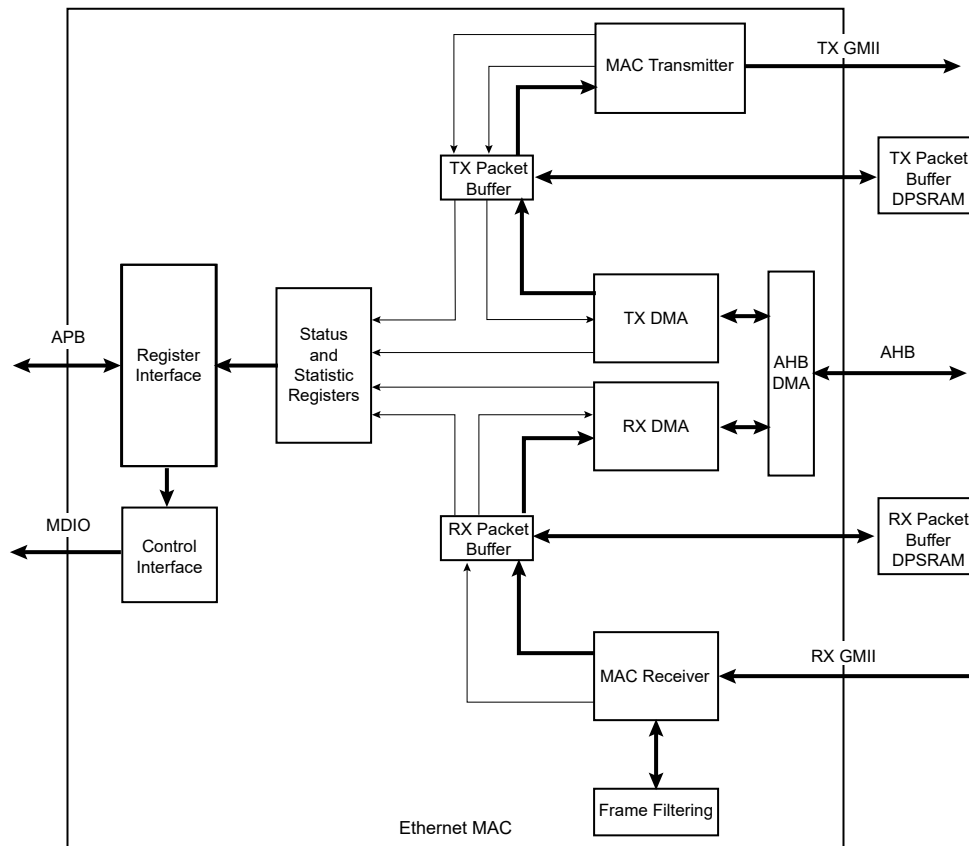 TX GMII
MAC Transmitter
TX Packet
Buffer
TX Packet
Buffer
DPSRAM
APB
Register
Interface
Status
and
Statistic
Registers
TX DMA
AHB
DMA
AHB
RX DMA
MDIO
Control
Interface
RX Packet
Buffer
RX Packet
Buffer
DPSRAM
MAC Receiver
RX GMII
Frame Filtering
Ethernet MAC